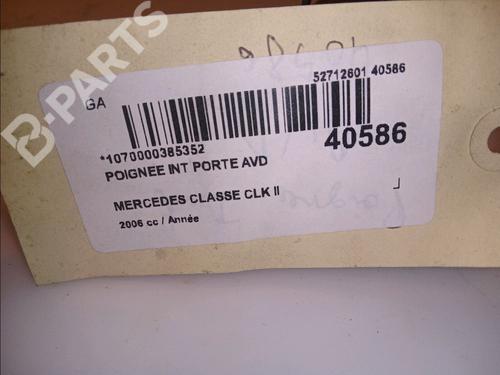 B-PARTS
GA
52712601 40586
*1070000385352
40586
POIGNEE INT PORTE AVD
MERCEDES CLASSE CLK II
2006 cc / Année